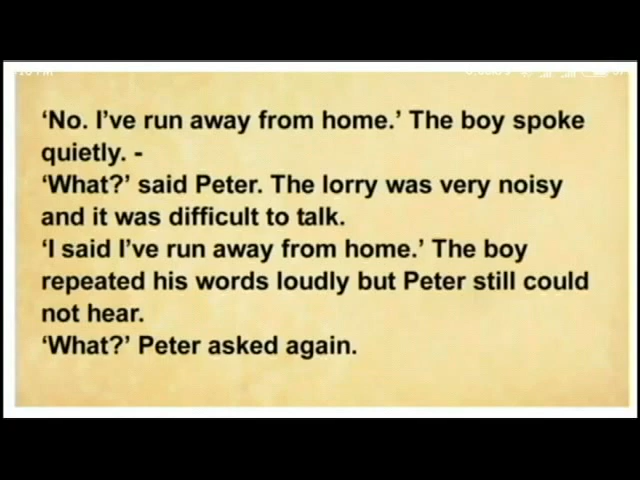 ‘No. I’ve run away from home.’ The boy spoke
quietly. -
‘What?’ said Peter. The lorry was very noisy
and it was difficult to talk.
‘I said I’ve run away from home.’ The boy
repeated his words loudly but Peter still could
not hear.
‘What?’ Peter asked again.